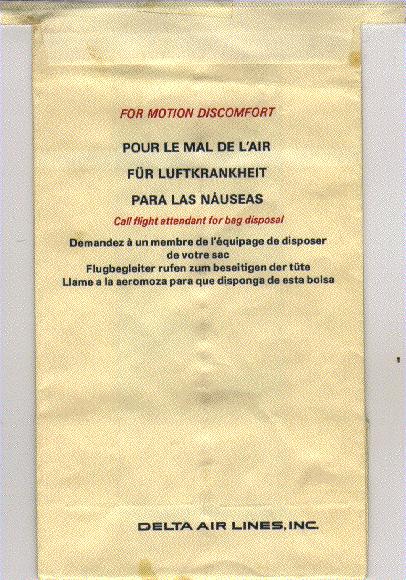 FOR MOTION DISCOMFORT
POUR LE MAL DE L'AIR
FÜR LUFTKRANKHEIT
PARA LAS NÁUSEAS
Call flight attendant for bag disposal
Demandez à un membre de l'équipage de disposer
de votre sac
Flugbegleiter rufen zum beseitigen der tüte
Llame a la aeromoza para que disponga de esta bolsa
DELTA AIR LINES, INC.